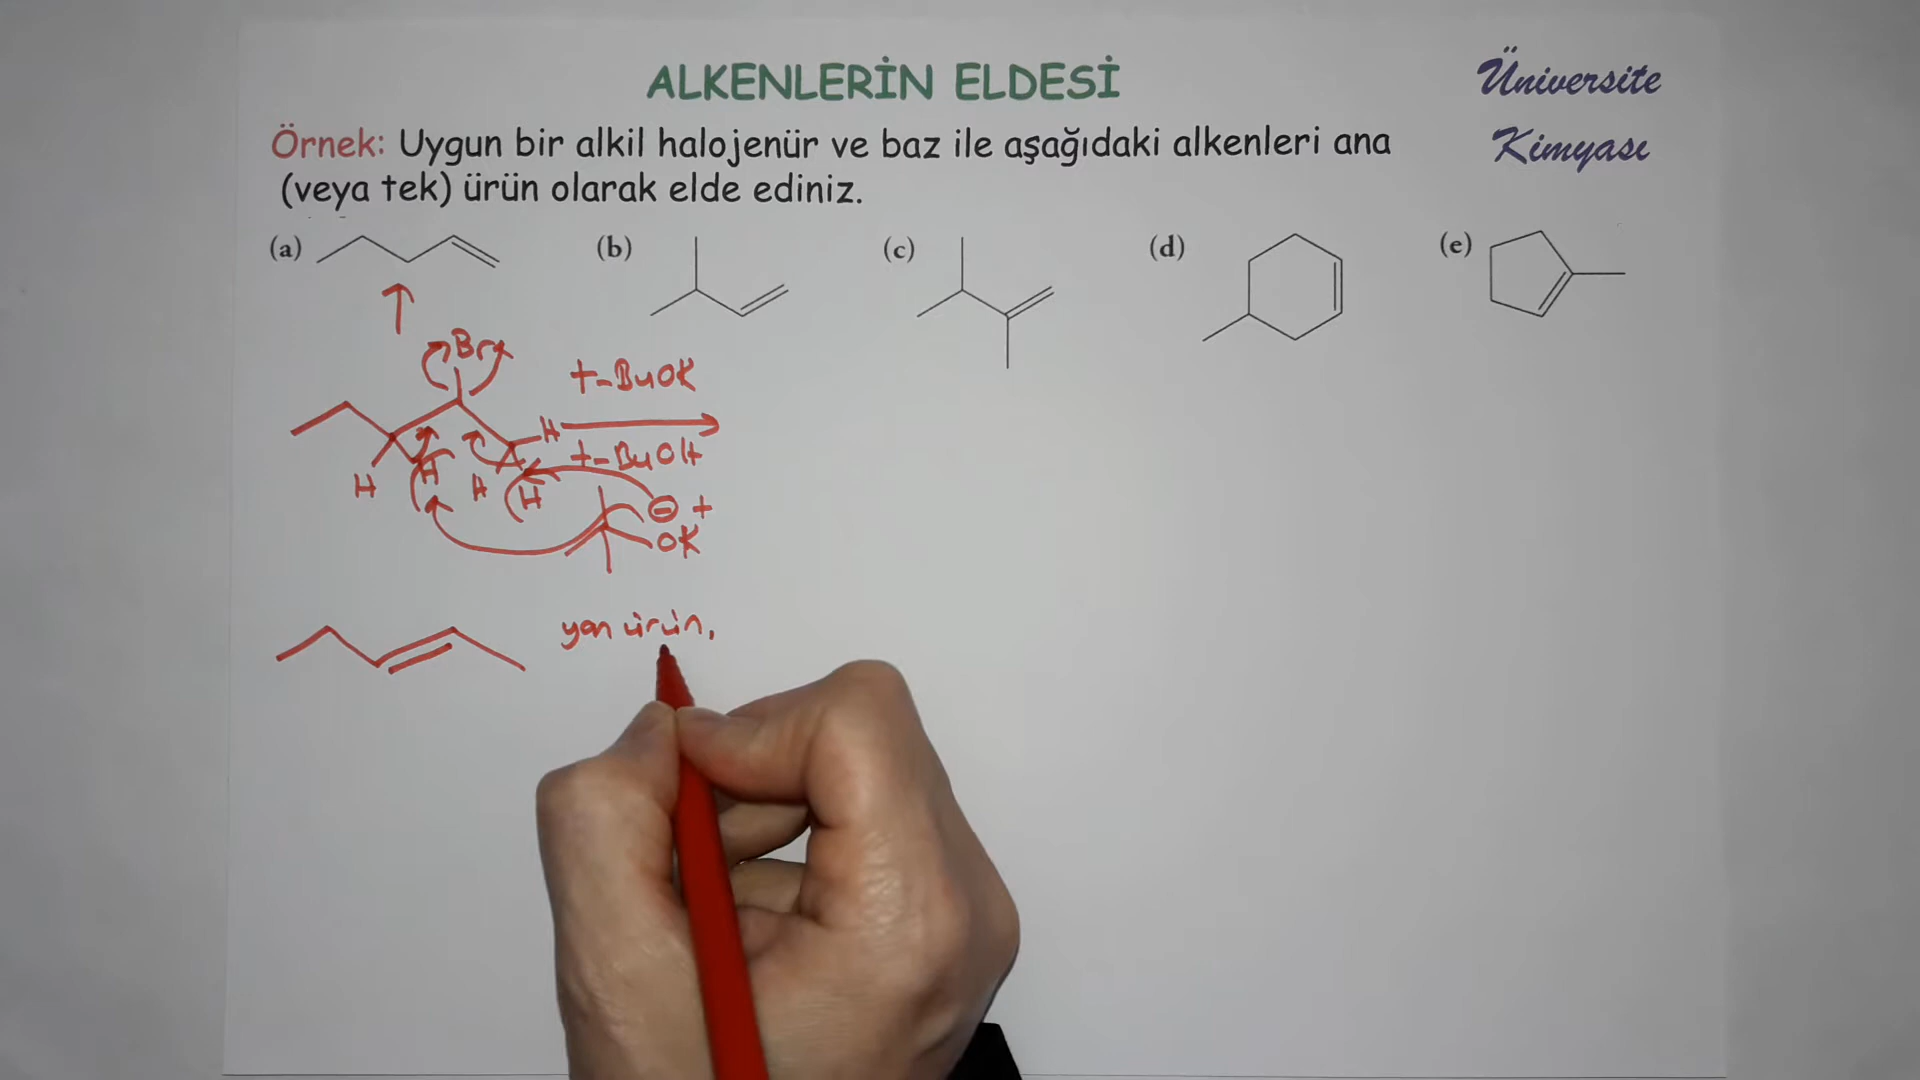 ALKENLERİN ELDESİ
Üniversite
Kimyası
Örnek: Uygun bir alkil halojenür ve baz ile aşağıdaki alkenleri ana
(veya tek) ürün olarak elde ediniz.
(a) (b) (c) (d) (e)
Br
t-BuOK
H
t-BuOH
H H H H
⊖ +
OK
yan ürün,